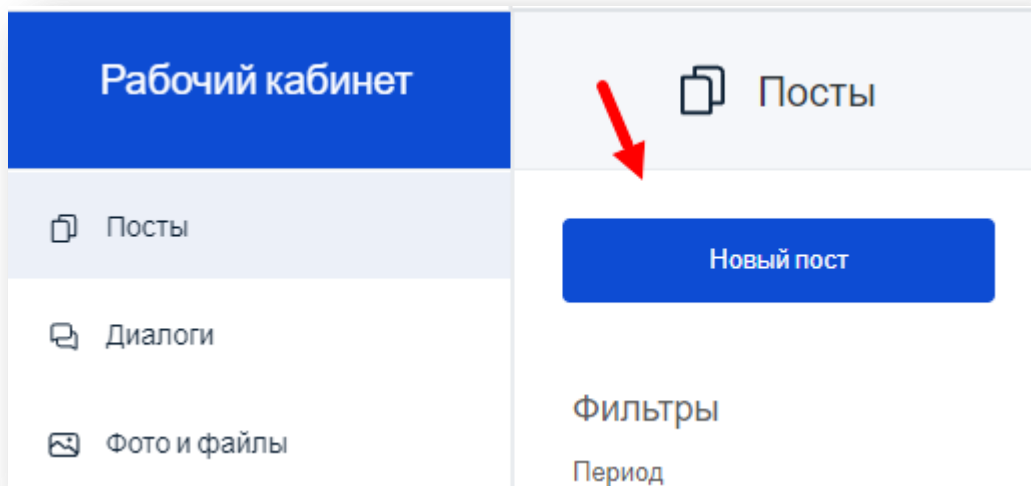 Рабочий кабинет
Посты
Диалоги
Фото и файлы
Посты
Новый пост
Фильтры
Период